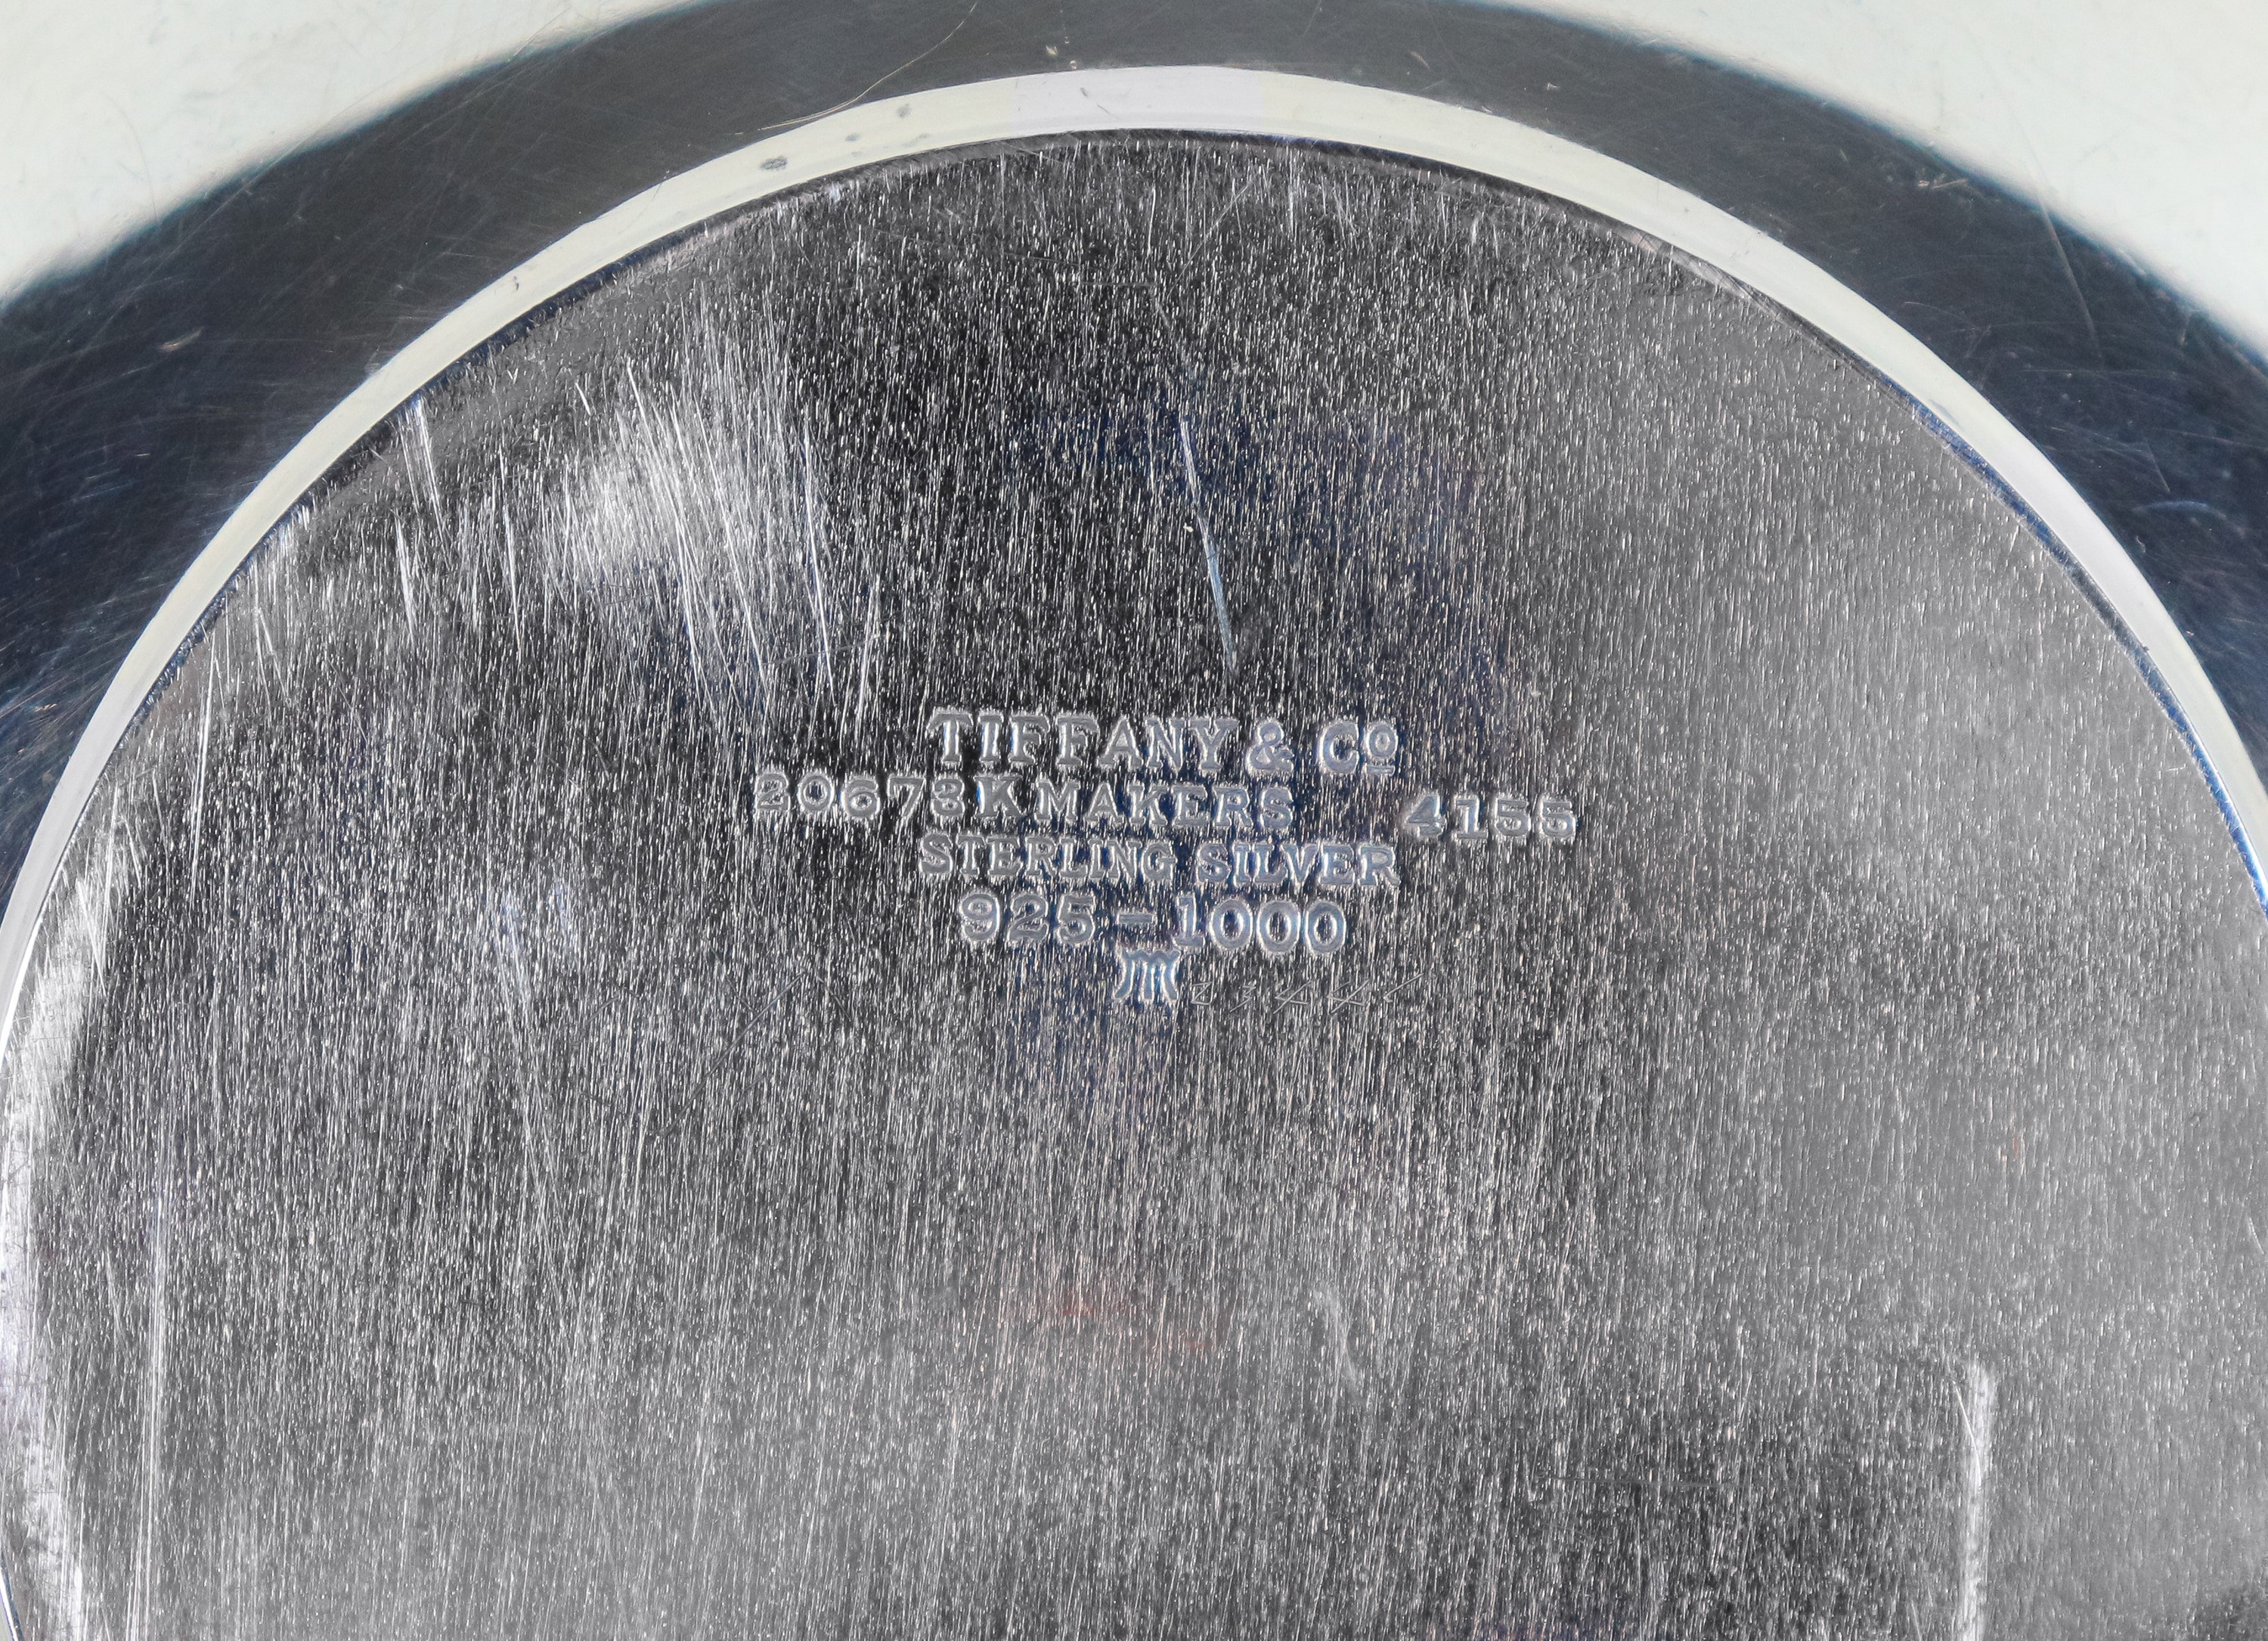 TIFFANY & Cº
20673K MAKERS 4155
STERLING SILVER
925-1000
M